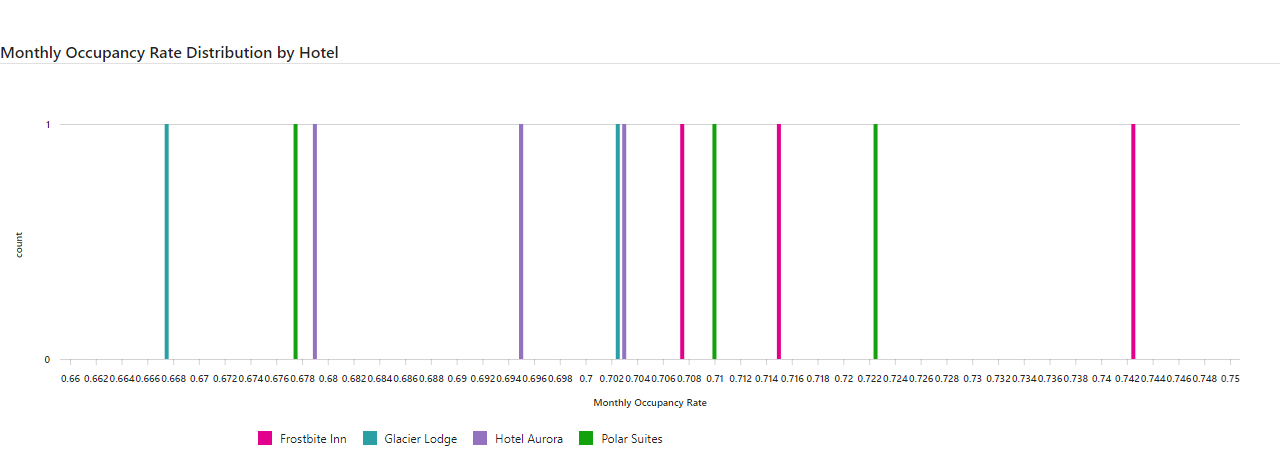 Monthly Occupancy Rate Distribution by Hotel
1
count
0
0.66 0.662 0.664 0.666 0.668 0.67 0.672 0.674 0.676 0.678 0.68 0.682 0.684 0.686 0.688 0.69 0.692 0.694 0.696 0.698 0.7 0.702 0.704 0.706 0.708 0.71 0.712 0.714 0.716 0.718 0.72 0.722 0.724 0.726 0.728 0.73 0.732 0.734 0.736 0.738 0.74 0.742 0.744 0.746 0.748 0.75
Monthly Occupancy Rate
Frostbite Inn Glacier Lodge Hotel Aurora Polar Suites